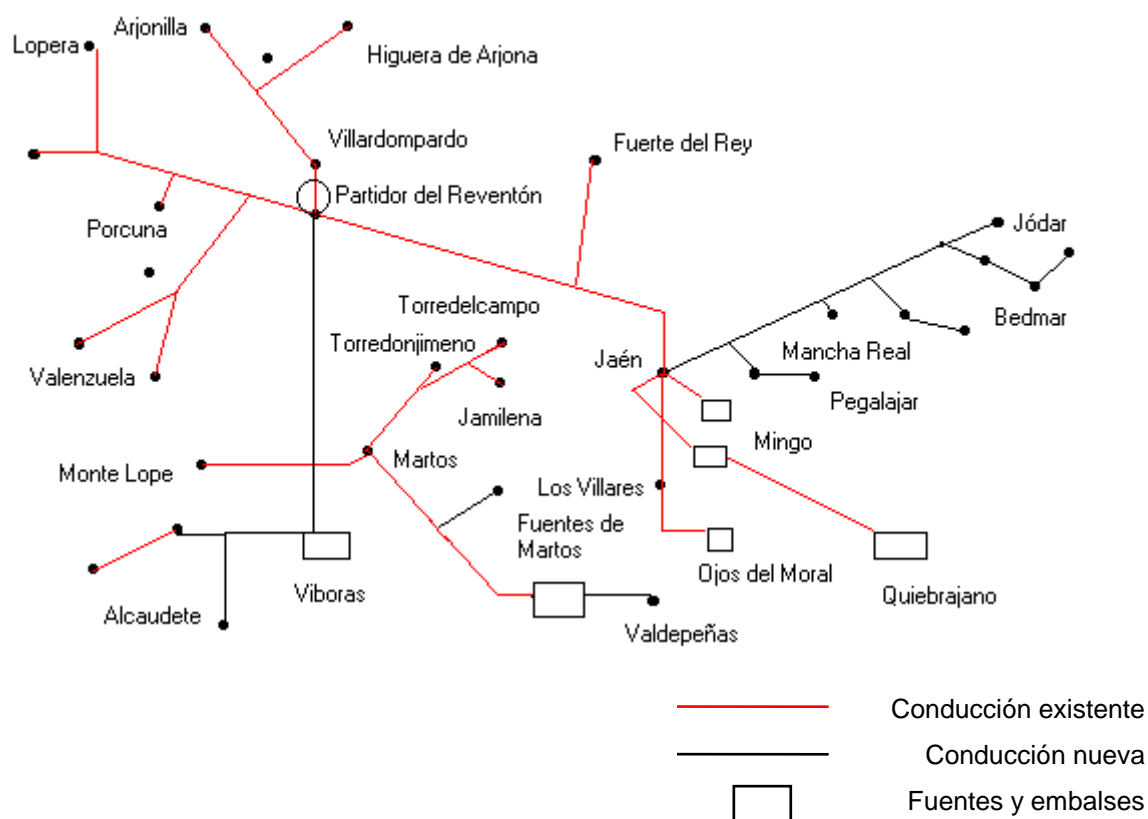 Arjonilla
Lopera
Higuera de Arjona
Villardompardo
Fuerte del Rey
Partidor del Reventón
Porcuna
Jódar
Torredelcampo
Bedmar
Torredonjimeno
Mancha Real
Jaén
Valenzuela
Pegalajar
Jamilena
Mingo
Martos
Monte Lope
Los Villares
Fuentes de
Martos
Ojos del Moral
Viboras
Quiebrajano
Alcaudete
Valdepeñas
Conducción existente
Conducción nueva
Fuentes y embalses